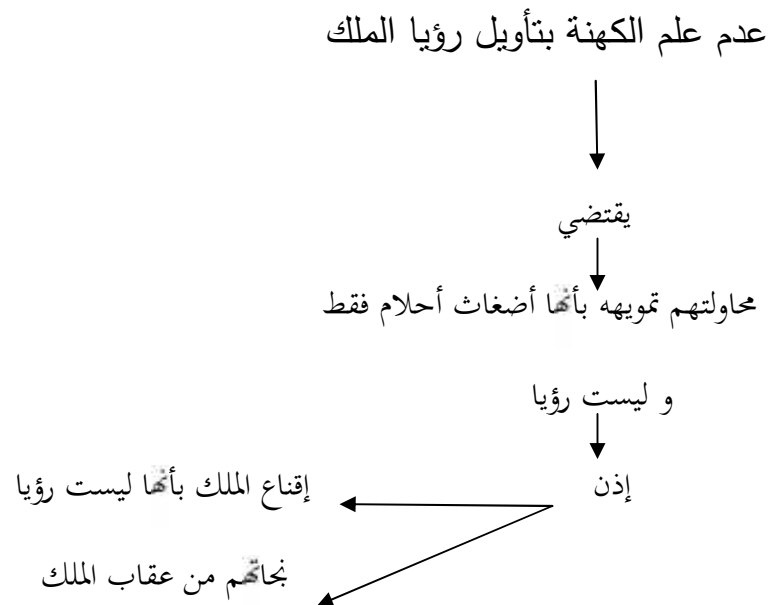 عدم علم الكهنة بتأويل رؤيا الملك
يقتضي
محاولتهم تمويهه بأنها أضغاث أحلام فقط
و ليست رؤيا
إذن
إقناع الملك بأنها ليست رؤيا
نجاتهم من عقاب الملك